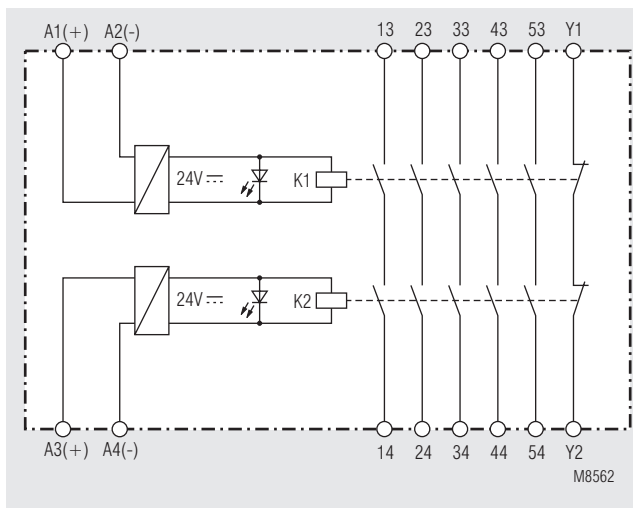 A1(+) A2(-) 13 23 33 43 53 Y1
24V K1
24V K2
A3(+) A4(-) 14 24 34 44 54 Y2
M8562